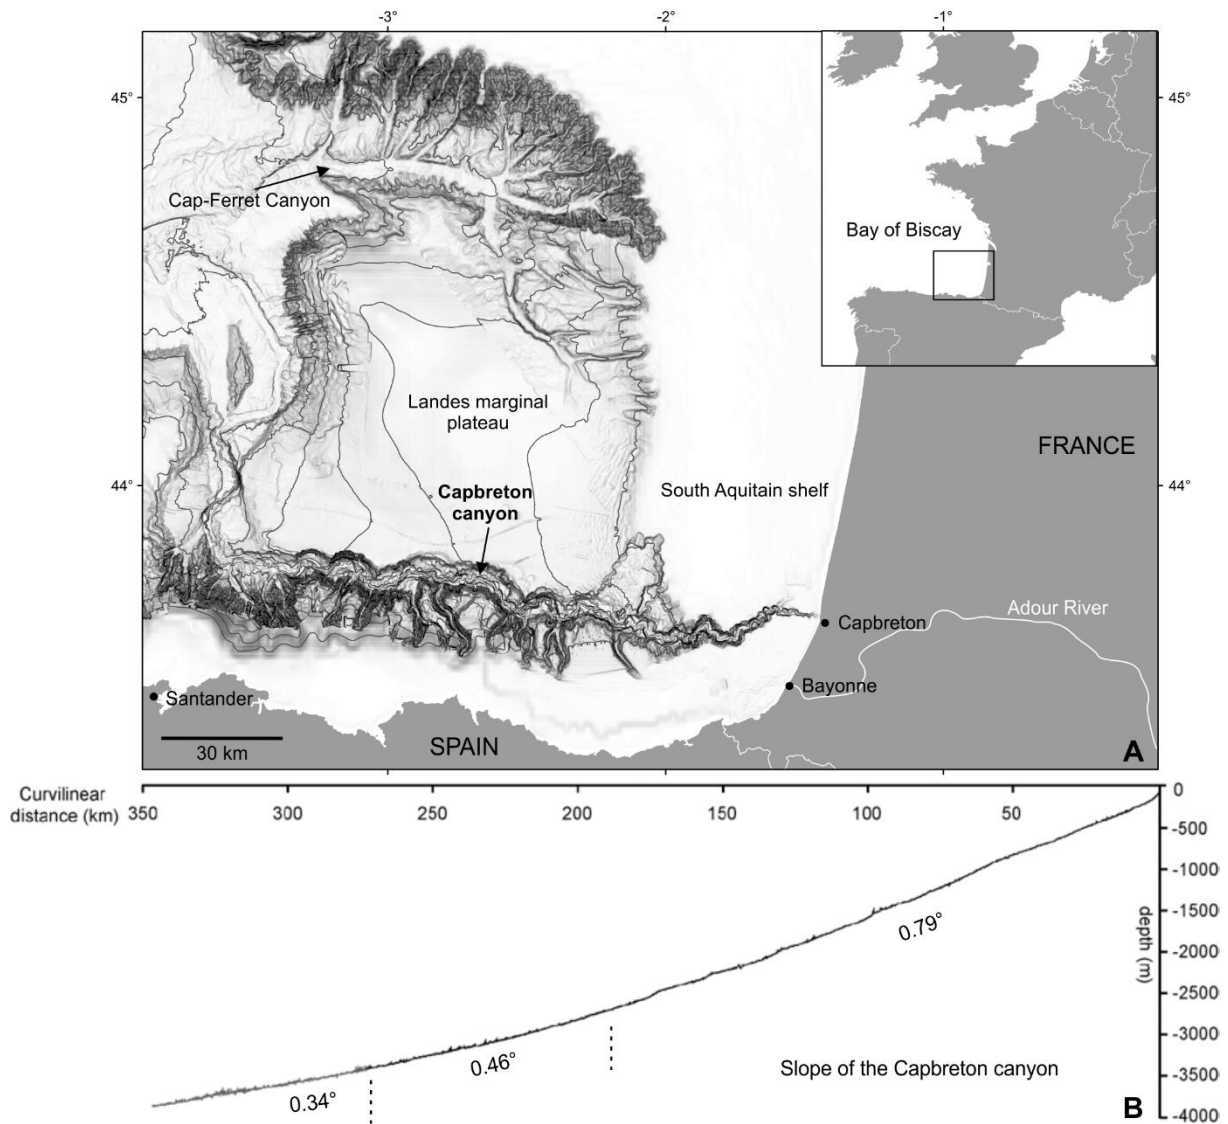 -3°
-2°
-1°
45°
45°
Cap-Ferret Canyon
Bay of Biscay
Landes marginal
plateau
FRANCE
44°
44°
Capbreton
canyon
South Aquitain shelf
Capbreton
Adour River
Bayonne
Santander
30 km
SPAIN
A
Curvilinear
distance (km)
350
300
250
200
150
100
50
0
-500
-1000
-1500
-2000
-2500
-3000
-3500
-4000
depth (m)
0.79°
0.46°
0.34°
Slope of the Capbreton canyon
B